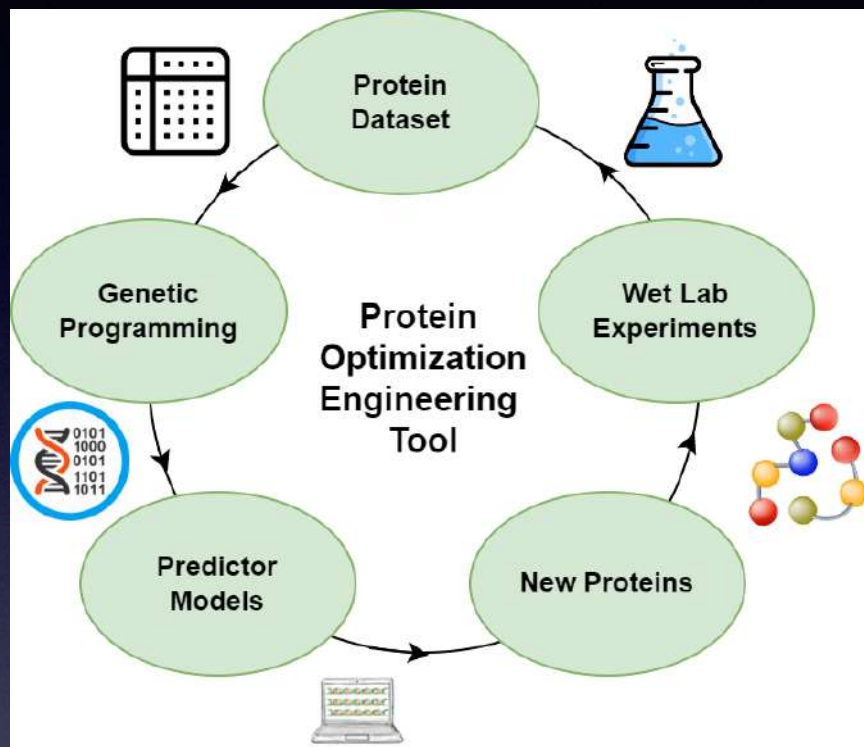 Protein
Dataset
Genetic
Programming
Wet Lab
Experiments
Protein
Optimization
Engineering
Tool
0101
1000
0101
1101
1011
Predictor
Models
New Proteins